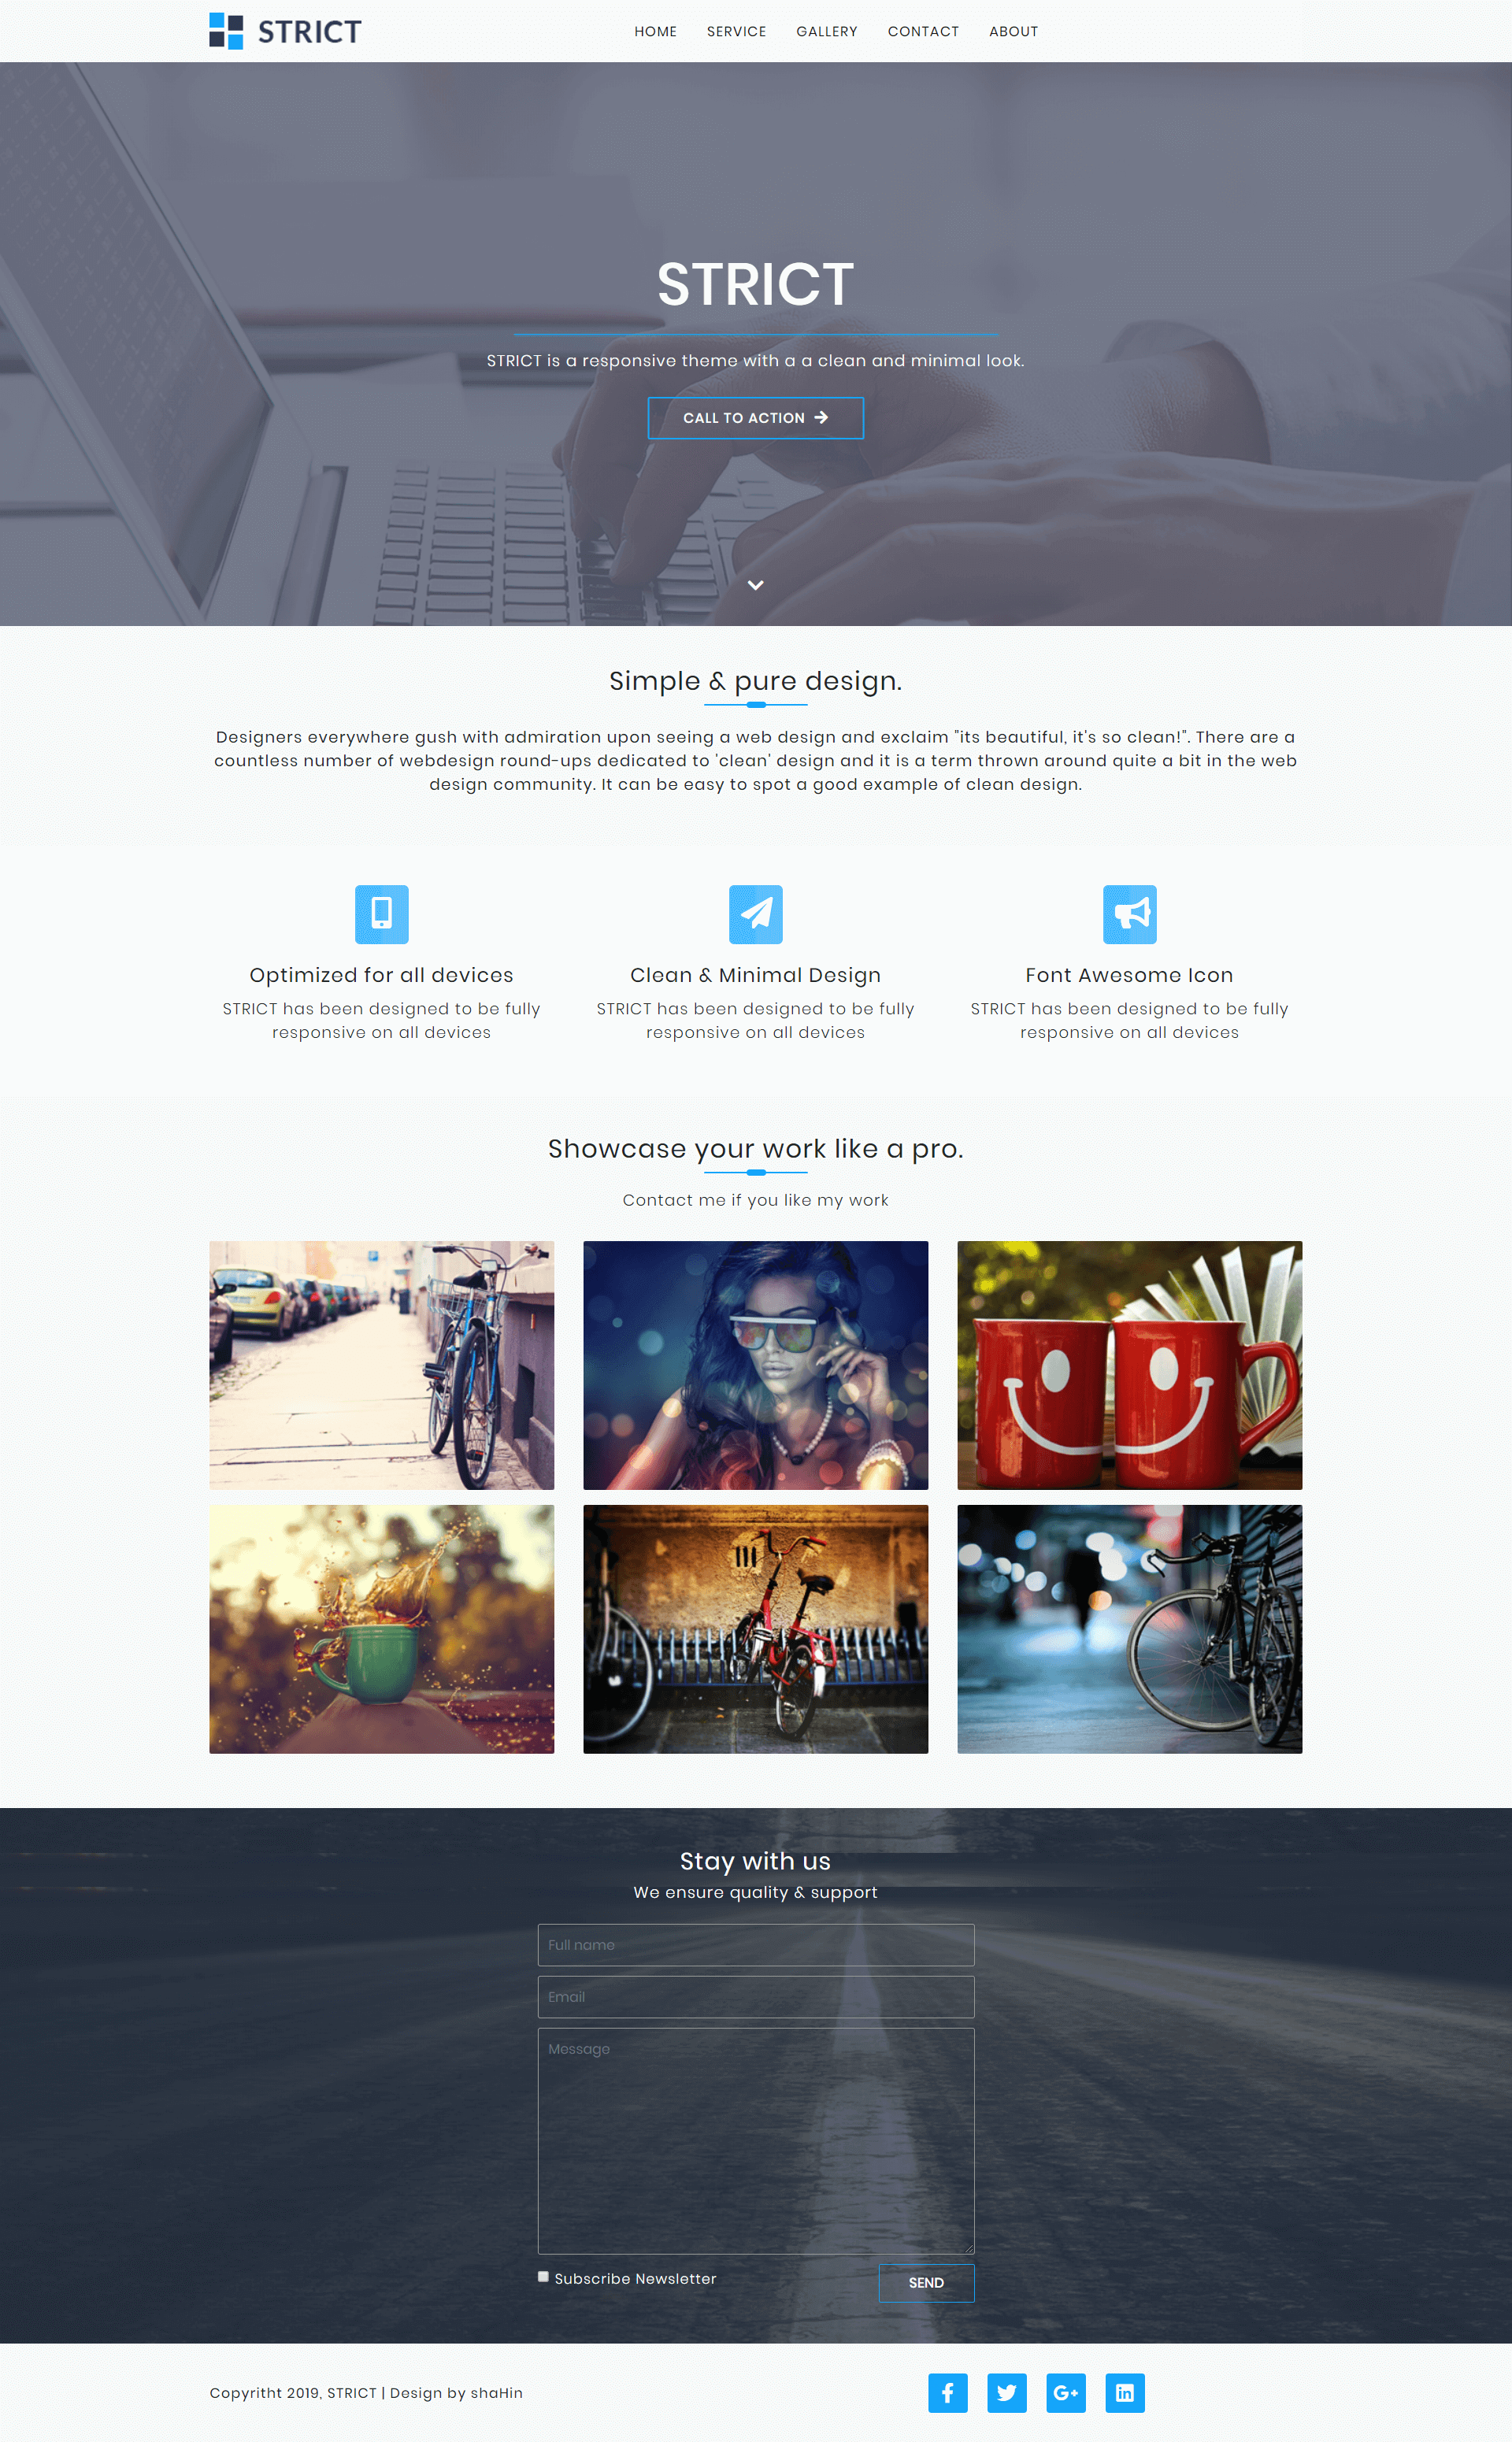 STRICT
HOME SERVICE GALLERY CONTACT ABOUT
STRICT
STRICT is a responsive theme with a a clean and minimal look.
CALL TO ACTION
Simple & pure design.
Designers everywhere gush with admiration upon seeing a web design and exclaim "its beautiful, it's so clean!". There are a
countless number of webdesign round-ups dedicated to 'clean' design and it is a term thrown around quite a bit in the web
design community. It can be easy to spot a good example of clean design.
Optimized for all devices
STRICT has been designed to be fully
responsive on all devices
Clean & Minimal Design
STRICT has been designed to be fully
responsive on all devices
Font Awesome Icon
STRICT has been designed to be fully
responsive on all devices
Showcase your work like a pro.
Contact me if you like my work
Stay with us
We ensure quality & support
Full name
Email
Message
Subscribe Newsletter
SEND
Copyritht 2019, STRICT | Design by shaHin